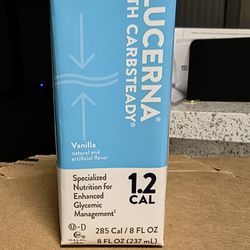 LUCERNA®
TH CARBSTEADY®
Vanilla
natural and
artificial flavor
Specialized
Nutrition for
Enhanced
Glycemic
Management†
1.2
CAL
U-D
285 Cal / 8 FL OZ
8 FL OZ (237 mL)